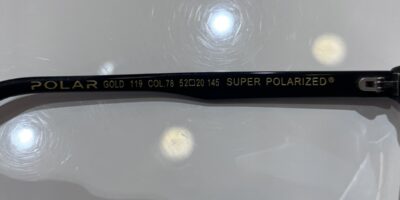 POLAR GOLD 119 COL.78 52□20 145 SUPER POLARIZED®